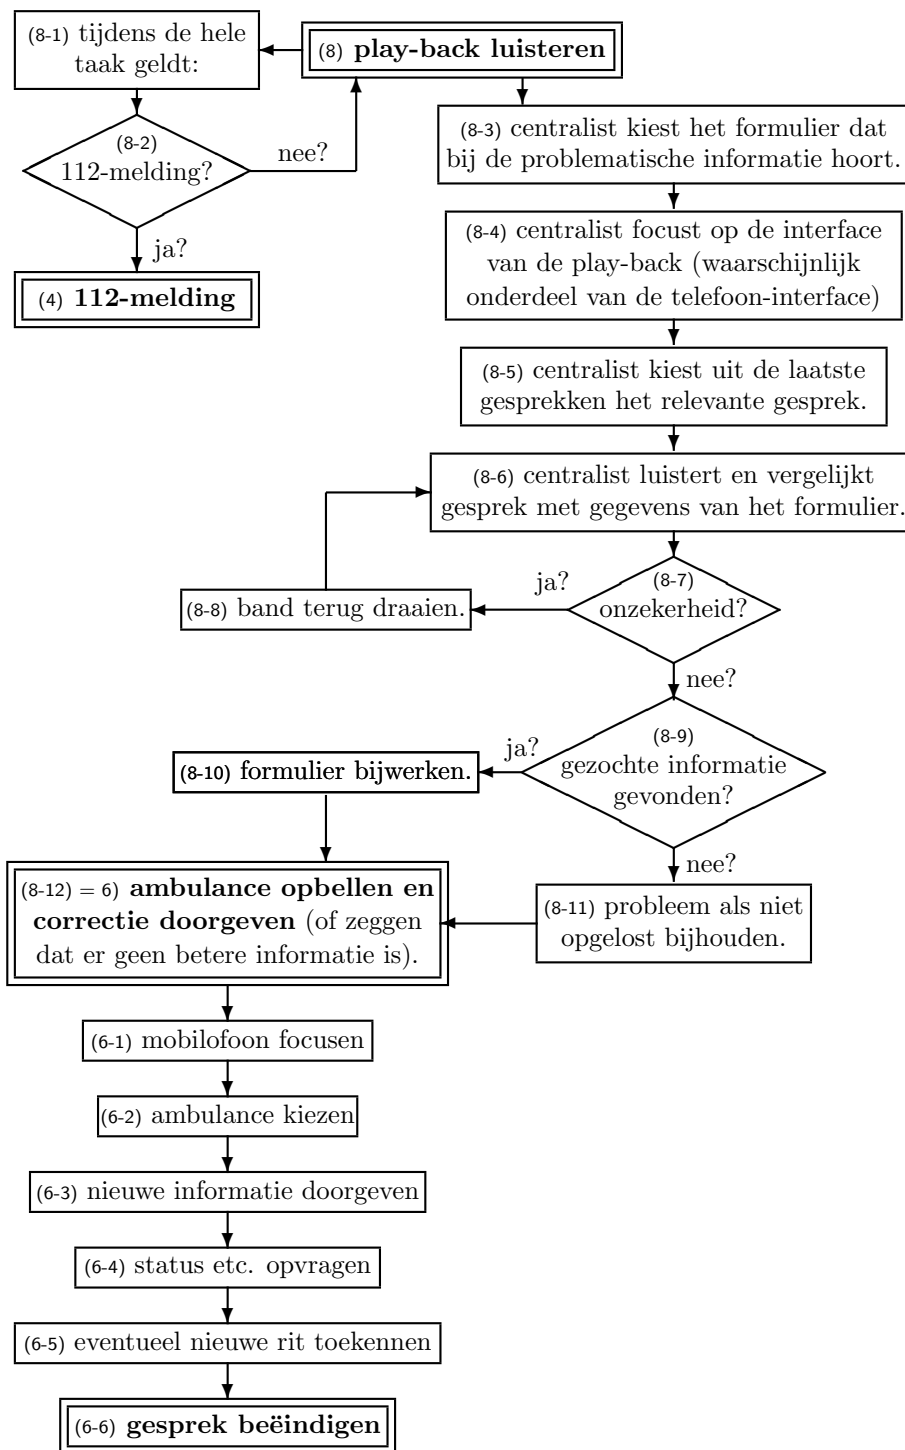 (8-1) tijdens de hele
taak geldt:
(8) play-back luisteren
(8-2)
112-melding?
nee?
ja?
(4) 112-melding
(8-3) centralist kiest het formulier dat
bij de problematische informatie hoort.
(8-4) centralist focust op de interface
van de play-back (waarschijnlijk
onderdeel van de telefoon-interface)
(8-5) centralist kiest uit de laatste
gesprekken het relevante gesprek.
(8-6) centralist luistert en vergelijkt
gesprek met gegevens van het formulier.
(8-7)
onzekerheid?
ja?
(8-8) band terug draaien.
nee?
(8-9)
gezochte informatie
gevonden?
ja?
(8-10) formulier bijwerken.
nee?
(8-11) probleem als niet
opgelost bijhouden.
(8-12) = 6) ambulance opbellen en
correctie doorgeven (of zeggen
dat er geen betere informatie is).
(6-1) mobilofoon focusen
(6-2) ambulance kiezen
(6-3) nieuwe informatie doorgeven
(6-4) status etc. opvragen
(6-5) eventueel nieuwe rit toekennen
(6-6) gesprek beëindigen